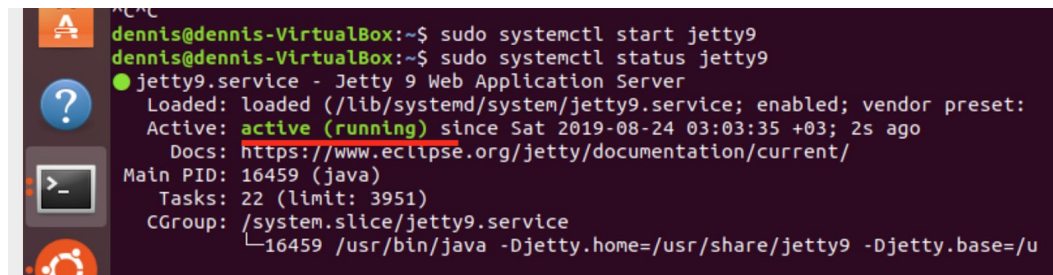 ^C^C
dennis@dennis-VirtualBox:~$ sudo systemctl start jetty9
dennis@dennis-VirtualBox:~$ sudo systemctl status jetty9
● jetty9.service - Jetty 9 Web Application Server
Loaded: loaded (/lib/systemd/system/jetty9.service; enabled; vendor preset:
Active: active (running) since Sat 2019-08-24 03:03:35 +03; 2s ago
Docs: https://www.eclipse.org/jetty/documentation/current/
Main PID: 16459 (java)
Tasks: 22 (limit: 3951)
CGroup: /system.slice/jetty9.service
└─16459 /usr/bin/java -Djetty.home=/usr/share/jetty9 -Djetty.base=/u